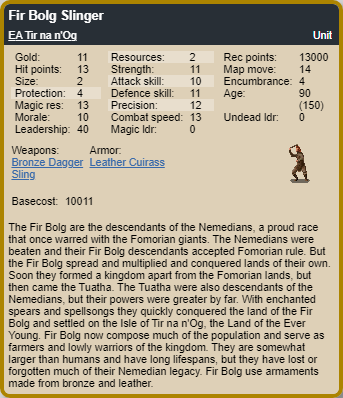 Fir Bolg Slinger
EA Tir na n'Og Unit
Gold: 11 Resources: 2 Rec points: 13000
Hit points: 13 Strength: 11 Map move: 14
Size: 2 Attack skill: 10 Encumbrance: 4
Protection: 4 Defence skill: 11 Age: 90
Magic res: 13 Precision: 12 (150)
Morale: 10 Combat speed: 13 Undead ldr: 0
Leadership: 40 Magic ldr: 0
Weapons: Armor:
Bronze Dagger Leather Cuirass
Sling
Basecost: 10011
The Fir Bolg are the descendants of the Nemedians, a proud race
that once warred with the Fomorian giants. The Nemedians were
beaten and their Fir Bolg descendants accepted Fomorian rule. But
the Fir Bolg spread and multiplied and conquered lands of their own.
Soon they formed a kingdom apart from the Fomorian lands, but
then came the Tuatha. The Tuatha were also descendants of the
Nemedians, but their powers were greater by far. With enchanted
spears and spellsongs they quickly conquered the land of the Fir
Bolg and settled on the Isle of Tir na n'Og, the Land of the Ever
Young. Fir Bolg now compose much of the population and serve as
farmers and lowly warriors of the kingdom. They are somewhat
larger than humans and have long lifespans, but they have lost or
forgotten much of their Nemedian legacy. Fir Bolg use armaments
made from bronze and leather.